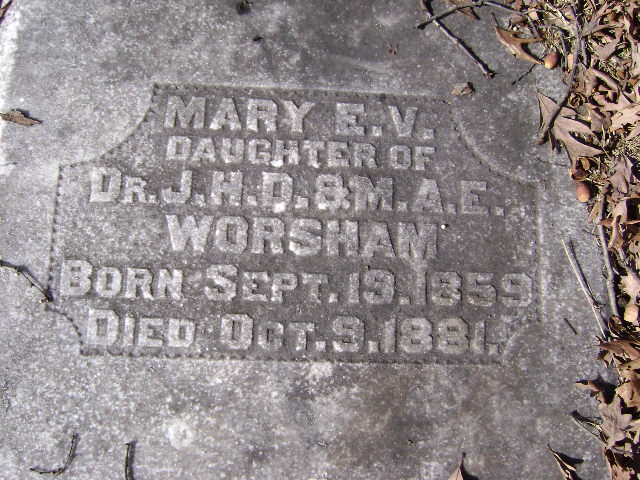 MARY E.V.
DAUGHTER OF
DR.J.H.D.&M.A.E.
WORSHAM
BORN SEPT.19.1859
DIED OCT.9.1881.